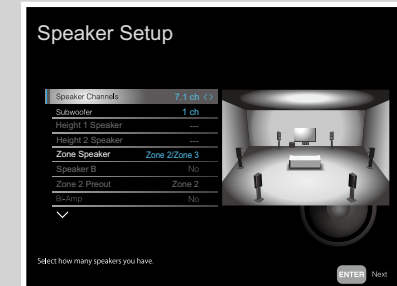 Speaker Setup
Speaker Channels 7.1 ch
Subwoofer 1 ch
Height 1 Speaker ---
Height 2 Speaker ---
Zone Speaker Zone 2/Zone 3
Speaker B No
Zone 2 Preout Zone 2
Bi-Amp No
Select how many speakers you have.
ENTER Next